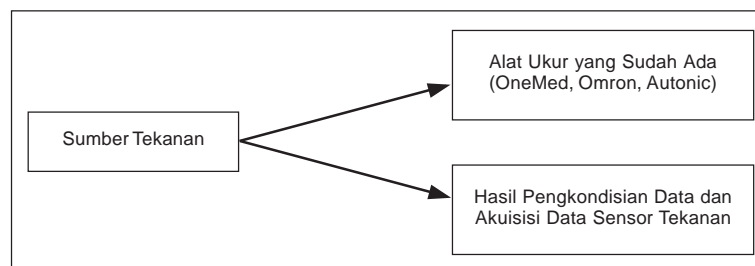 Alat Ukur yang Sudah Ada
(OneMed, Omron, Autonic)
Sumber Tekanan
Hasil Pengkondisian Data dan
Akuisisi Data Sensor Tekanan